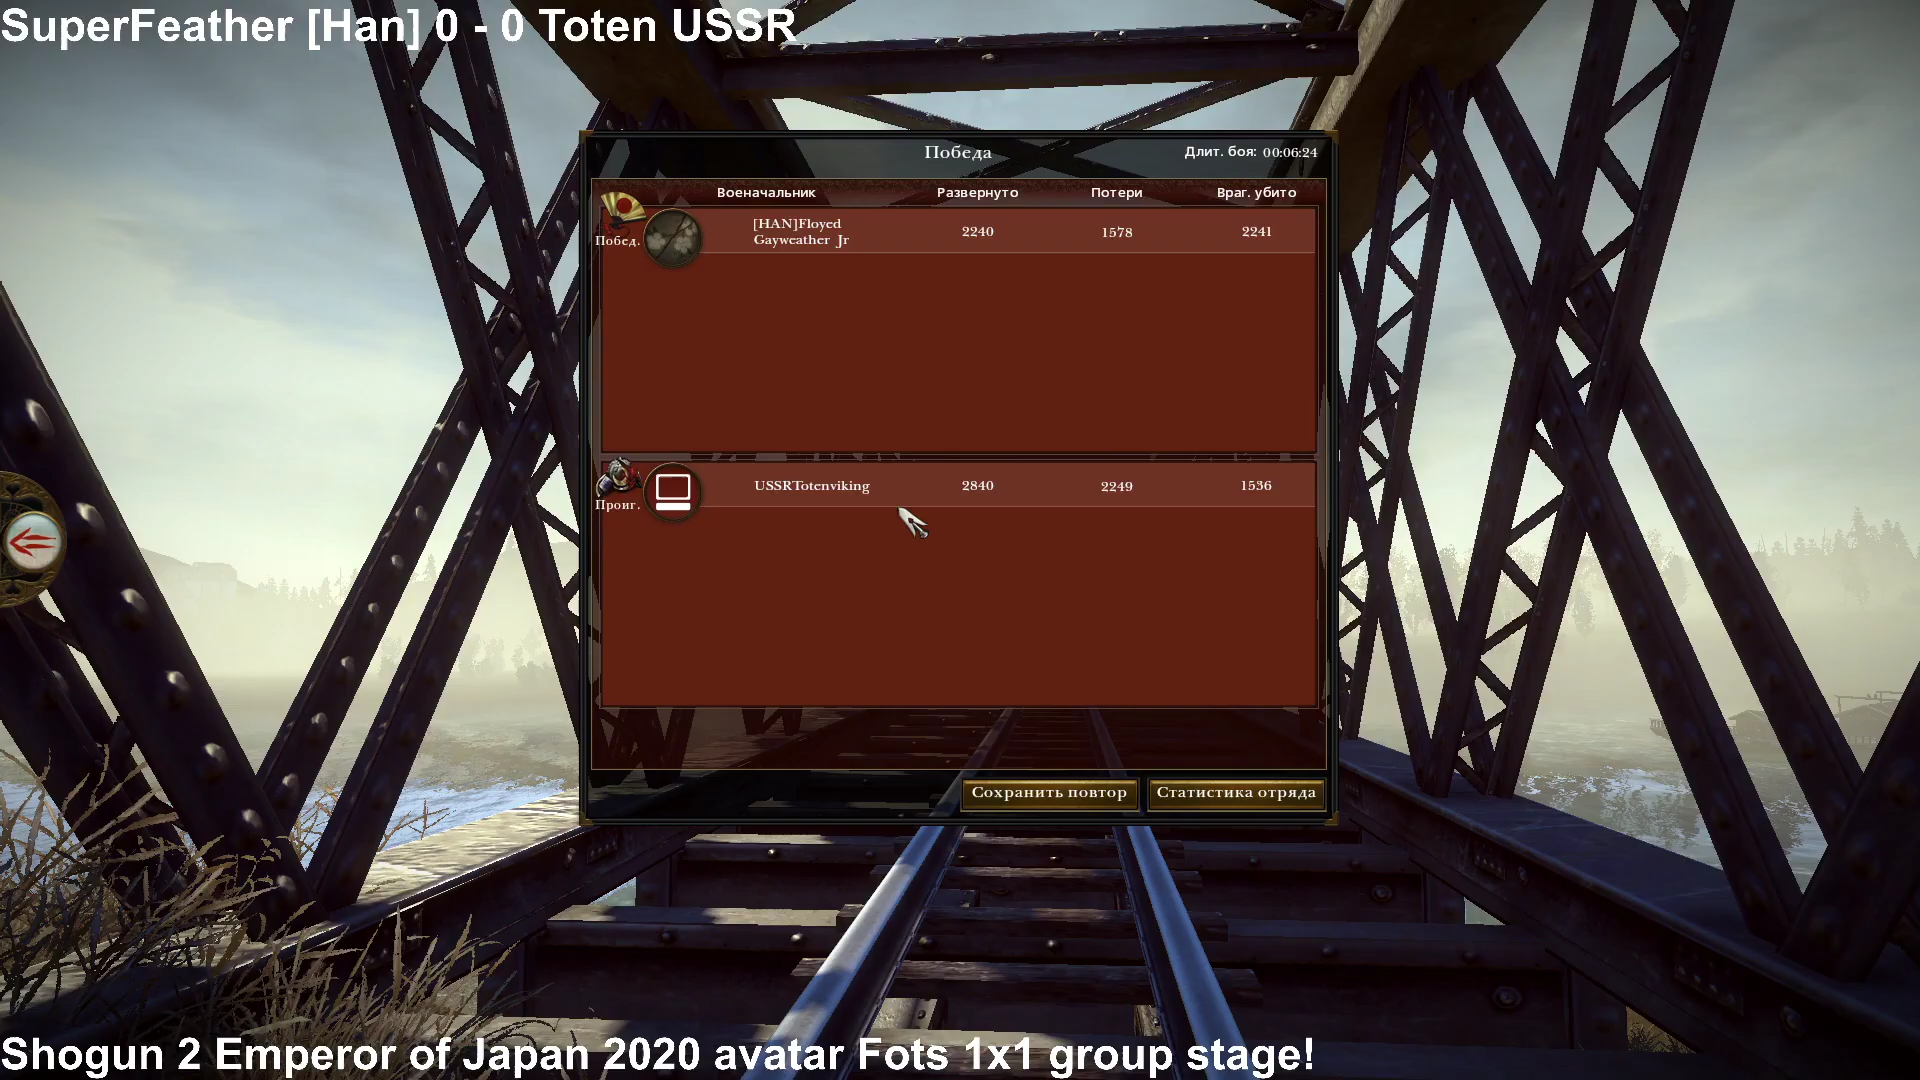 SuperFeather [Han] 0 - 0 Toten USSR
Победа
Длит. боя: 00:06:24
Военачальник Развернуто Потери Враг. убито
Побед.
[HAN]Floyed
Gayweather Jr
2240 1578 2241
Проиг.
USSRTotenviking 2840 2249 1536
Сохранить повтор
Статистика отряда
Shogun 2 Emperor of Japan 2020 avatar Fots 1x1 group stage!